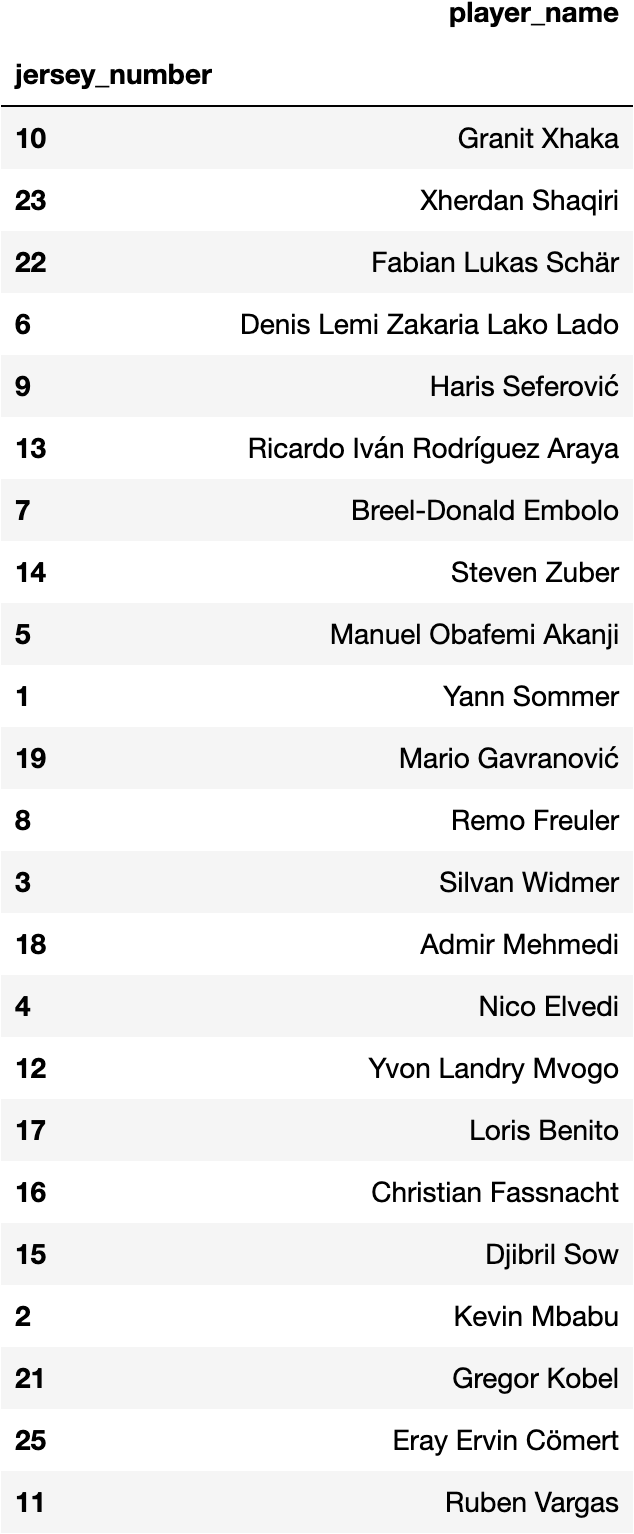 player_name
jersey_number
10 Granit Xhaka
23 Xherdan Shaqiri
22 Fabian Lukas Schär
6 Denis Lemi Zakaria Lako Lado
9 Haris Seferović
13 Ricardo Iván Rodríguez Araya
7 Breel-Donald Embolo
14 Steven Zuber
5 Manuel Obafemi Akanji
1 Yann Sommer
19 Mario Gavranović
8 Remo Freuler
3 Silvan Widmer
18 Admir Mehmedi
4 Nico Elvedi
12 Yvon Landry Mvogo
17 Loris Benito
16 Christian Fassnacht
15 Djibril Sow
2 Kevin Mbabu
21 Gregor Kobel
25 Eray Ervin Cömert
11 Ruben Vargas